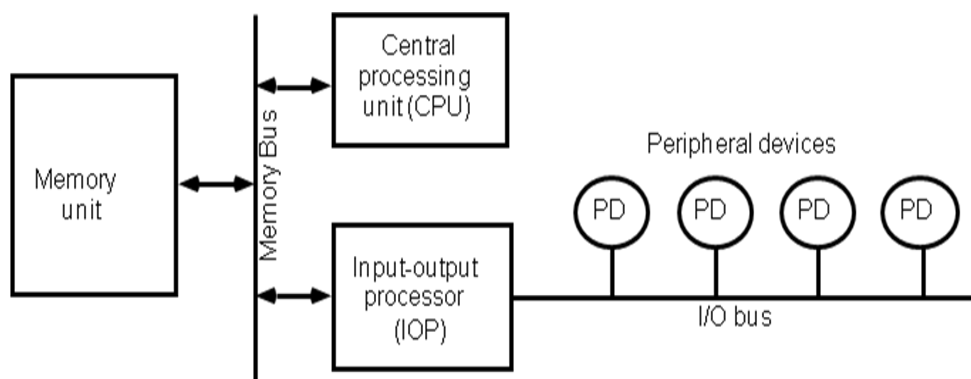 Memory
unit
Memory Bus
Central
processing
unit(CPU)
Input-output
processor
(IOP)
Peripheral devices
PD PD PD PD
I/O bus